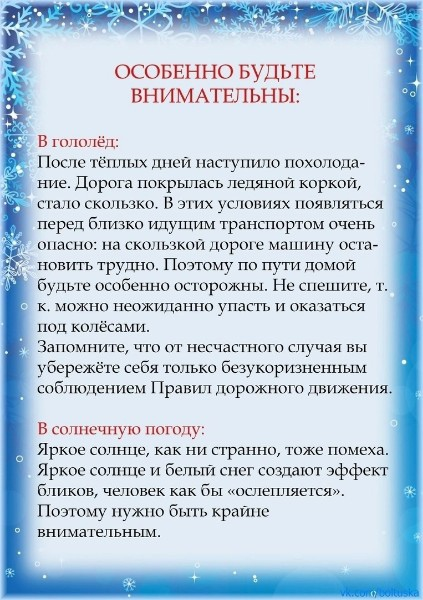 ОСОБЕННО БУДЬТЕ
ВНИМАТЕЛЬНЫ:
В гололёд:
После тёплых дней наступило похолода-
ние. Дорога покрылась ледяной коркой,
стало скользко. В этих условиях появляться
перед близко идущим транспортом очень
опасно: на скользкой дороге машину оста-
новить трудно. Поэтому по пути домой
будьте особенно осторожны. Не спешите, т.
к. можно неожиданно упасть и оказаться
под колёсами.
Запомните, что от несчастного случая вы
убережёте себя только безукоризненным
соблюдением Правил дорожного движения.
В солнечную погоду:
Яркое солнце, как ни странно, тоже помеха.
Яркое солнце и белый снег создают эффект
бликов, человек как бы «ослепляется».
Поэтому нужно быть крайне
внимательным.